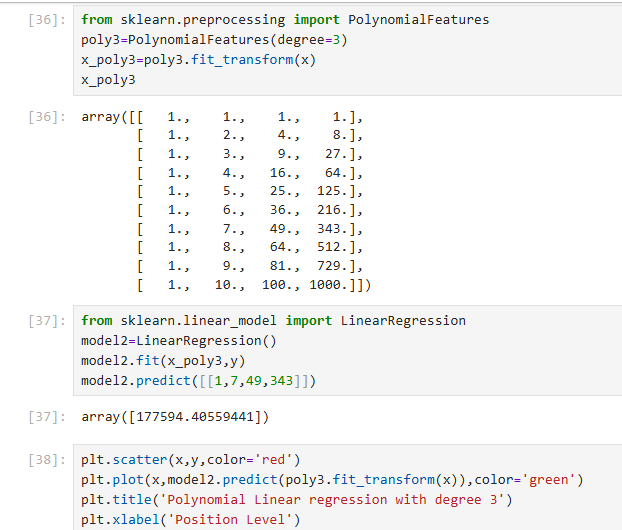 [36]: from sklearn.preprocessing import PolynomialFeatures
poly3=PolynomialFeatures(degree=3)
x_poly3=poly3.fit_transform(x)
x_poly3
[36]: array([[   1.,    1.,    1.,    1.],
       [   1.,    2.,    4.,    8.],
       [   1.,    3.,    9.,   27.],
       [   1.,    4.,   16.,   64.],
       [   1.,    5.,   25.,  125.],
       [   1.,    6.,   36.,  216.],
       [   1.,    7.,   49.,  343.],
       [   1.,    8.,   64.,  512.],
       [   1.,    9.,   81.,  729.],
       [   1.,   10.,  100., 1000.]])
[37]: from sklearn.linear_model import LinearRegression
model2=LinearRegression()
model2.fit(x_poly3,y)
model2.predict([[1,7,49,343]])
[37]: array([177594.40559441])
[38]: plt.scatter(x,y,color='red')
plt.plot(x,model2.predict(poly3.fit_transform(x)),color='green')
plt.title('Polynomial Linear regression with degree 3')
plt.xlabel('Position Level')